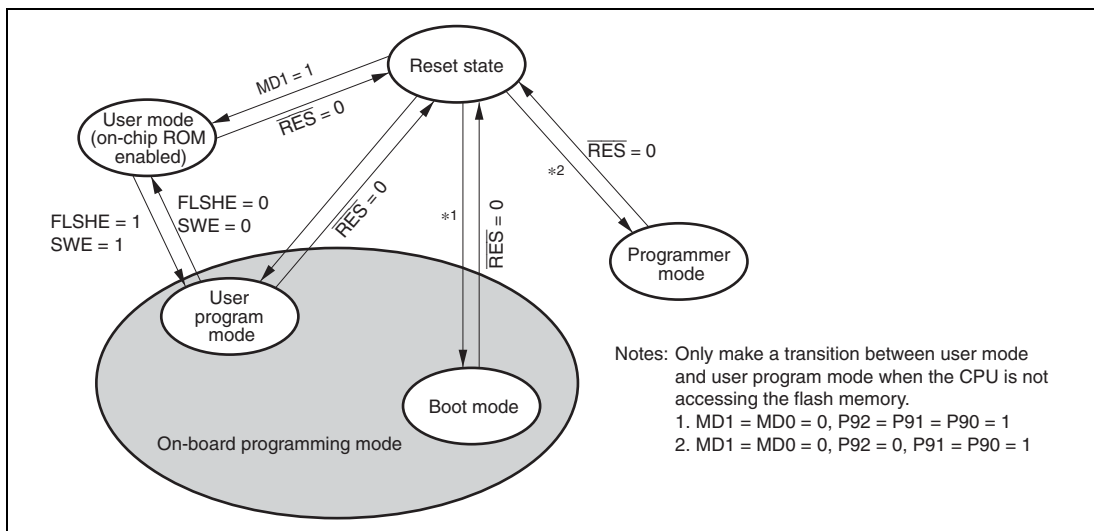 Reset state
MD1 = 1
RES = 0
User mode
(on-chip ROM
enabled)
FLSHE = 1
SWE = 1
FLSHE = 0
SWE = 0
RES = 0
*1
RES = 0
*2
RES = 0
Programmer
mode
User
program
mode
Boot mode
On-board programming mode
Notes: Only make a transition between user mode
and user program mode when the CPU is not
accessing the flash memory.
1. MD1 = MD0 = 0, P92 = P91 = P90 = 1
2. MD1 = MD0 = 0, P92 = 0, P91 = P90 = 1